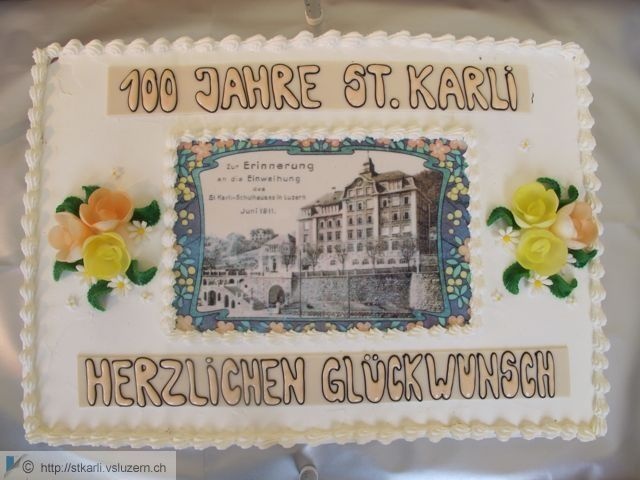 100 JAHRE ST. KARLI
Zur Erinnerung
an die Einweihung
des
St. Karli-Schulhauses in Luzern
Juni 1911.
HERZLICHEN GLÜCKWUNSCH
© http://stkarli.vsluzern.ch